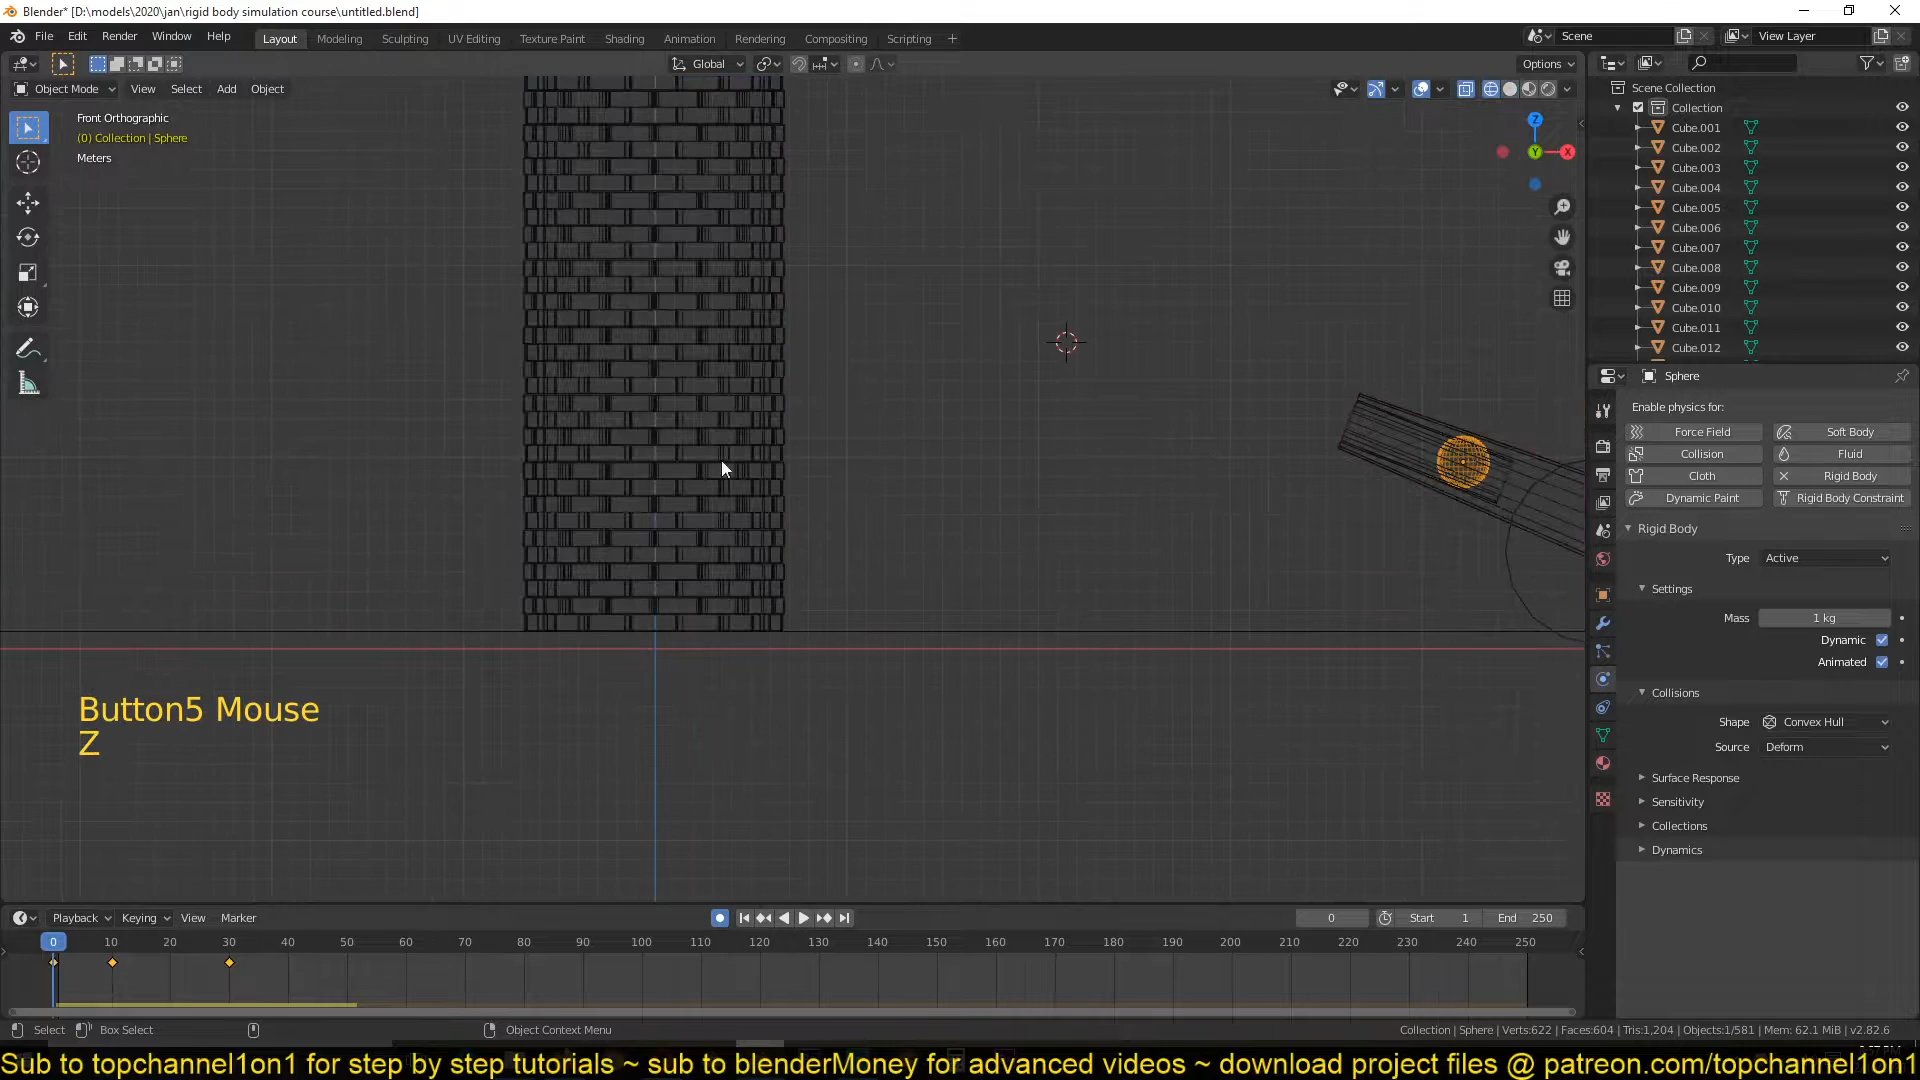 Blender* [D:\models\2020\jan\rigid body simulation course\untitled.blend]
File Edit Render Window Help Layout Modeling Sculpting UV Editing Texture Paint Shading Animation Rendering Compositing Scripting + Scene View Layer
Global Options
Object Mode View Select Add Object
Front Orthographic
(0) Collection | Sphere
Meters
Z
Y
X
Button5 Mouse
Z
Scene Collection
Collection
Cube.001
Cube.002
Cube.003
Cube.004
Cube.005
Cube.006
Cube.007
Cube.008
Cube.009
Cube.010
Cube.011
Cube.012
Sphere
Enable physics for:
Force Field Soft Body
Collision Fluid
Cloth Rigid Body
Dynamic Paint Rigid Body Constraint
Rigid Body
Type Active
Settings
Mass 1 kg
Dynamic
Animated
Collisions
Shape Convex Hull
Source Deform
Surface Response
Sensitivity
Collections
Dynamics
Playback Keying View Marker 0 Start 1 End 250
0 10 20 30 40 50 60 70 80 90 100 110 120 130 140 150 160 170 180 190 200 210 220 230 240 250
Select Box Select Object Context Menu Collection | Sphere | Verts:622 | Faces:604 | Tris:1,204 | Objects:1/581 | Mem: 62.1 MiB | v2.82.6
Sub to topchannel1on1 for step by step tutorials ~ sub to blenderMoney for advanced videos ~ download project files @ patreon.com/topchannel1on1